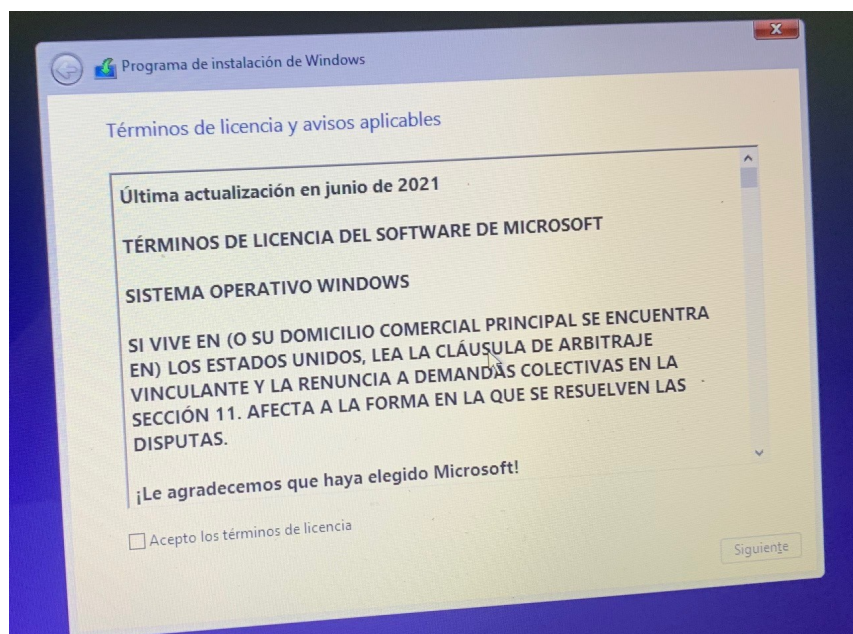 Programa de instalación de Windows
Términos de licencia y avisos aplicables
Última actualización en junio de 2021
TÉRMINOS DE LICENCIA DEL SOFTWARE DE MICROSOFT
SISTEMA OPERATIVO WINDOWS
SI VIVE EN (O SU DOMICILIO COMERCIAL PRINCIPAL SE ENCUENTRA
EN) LOS ESTADOS UNIDOS, LEA LA CLÁUSULA DE ARBITRAJE
VINCULANTE Y LA RENUNCIA A DEMANDAS COLECTIVAS EN LA
SECCIÓN 11. AFECTA A LA FORMA EN LA QUE SE RESUELVEN LAS
DISPUTAS.
¡Le agradecemos que haya elegido Microsoft!
Acepto los términos de licencia
Siguiente